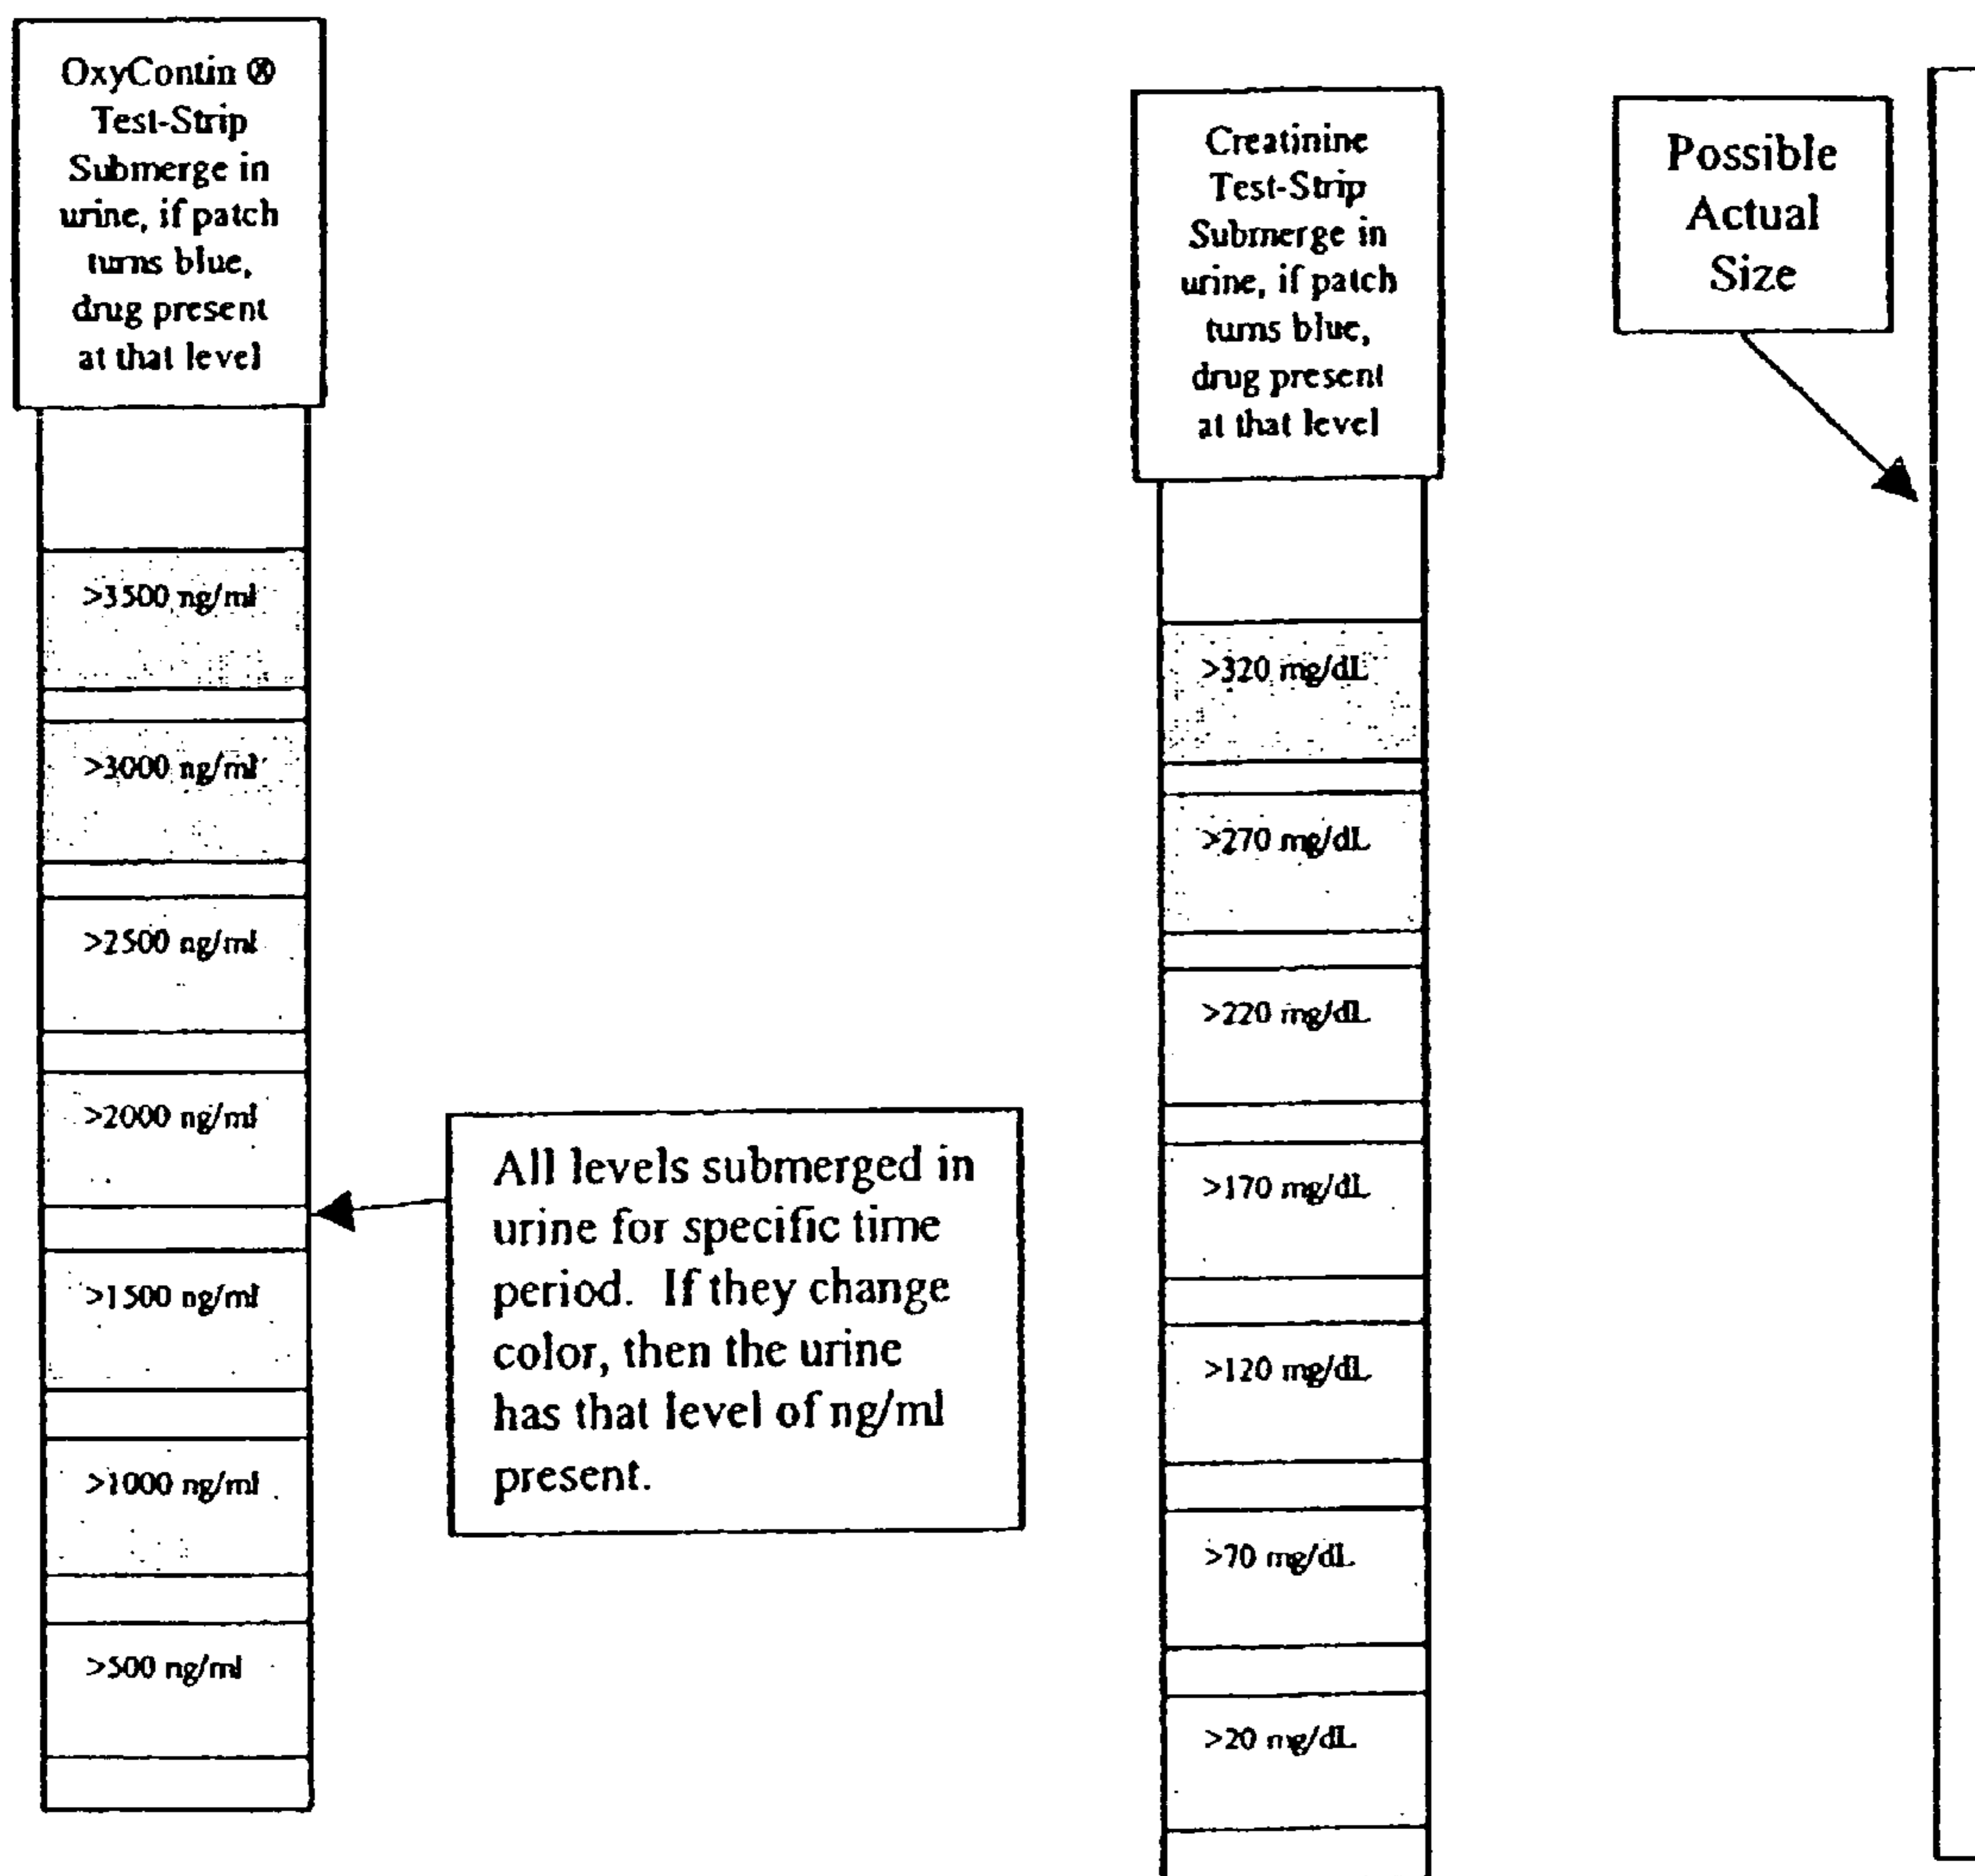 OxyContin ®
Test-Strip
Submerge in
urine, if patch
turns blue,
drug present
at that level
>3500 ng/ml
>3000 ng/ml
>2500 ng/ml
>2000 ng/ml
>1500 ng/ml
>1000 ng/ml
>500 ng/ml
All levels submerged in
urine for specific time
period. If they change
color, then the urine
has that level of ng/ml
present.
Creatinine
Test-Strip
Submerge in
urine, if patch
turns blue,
drug present
at that level
>320 mg/dL
>270 mg/dL
>220 mg/dL
>170 mg/dL
>120 mg/dL
>70 mg/dL
>20 mg/dL
Possible
Actual
Size